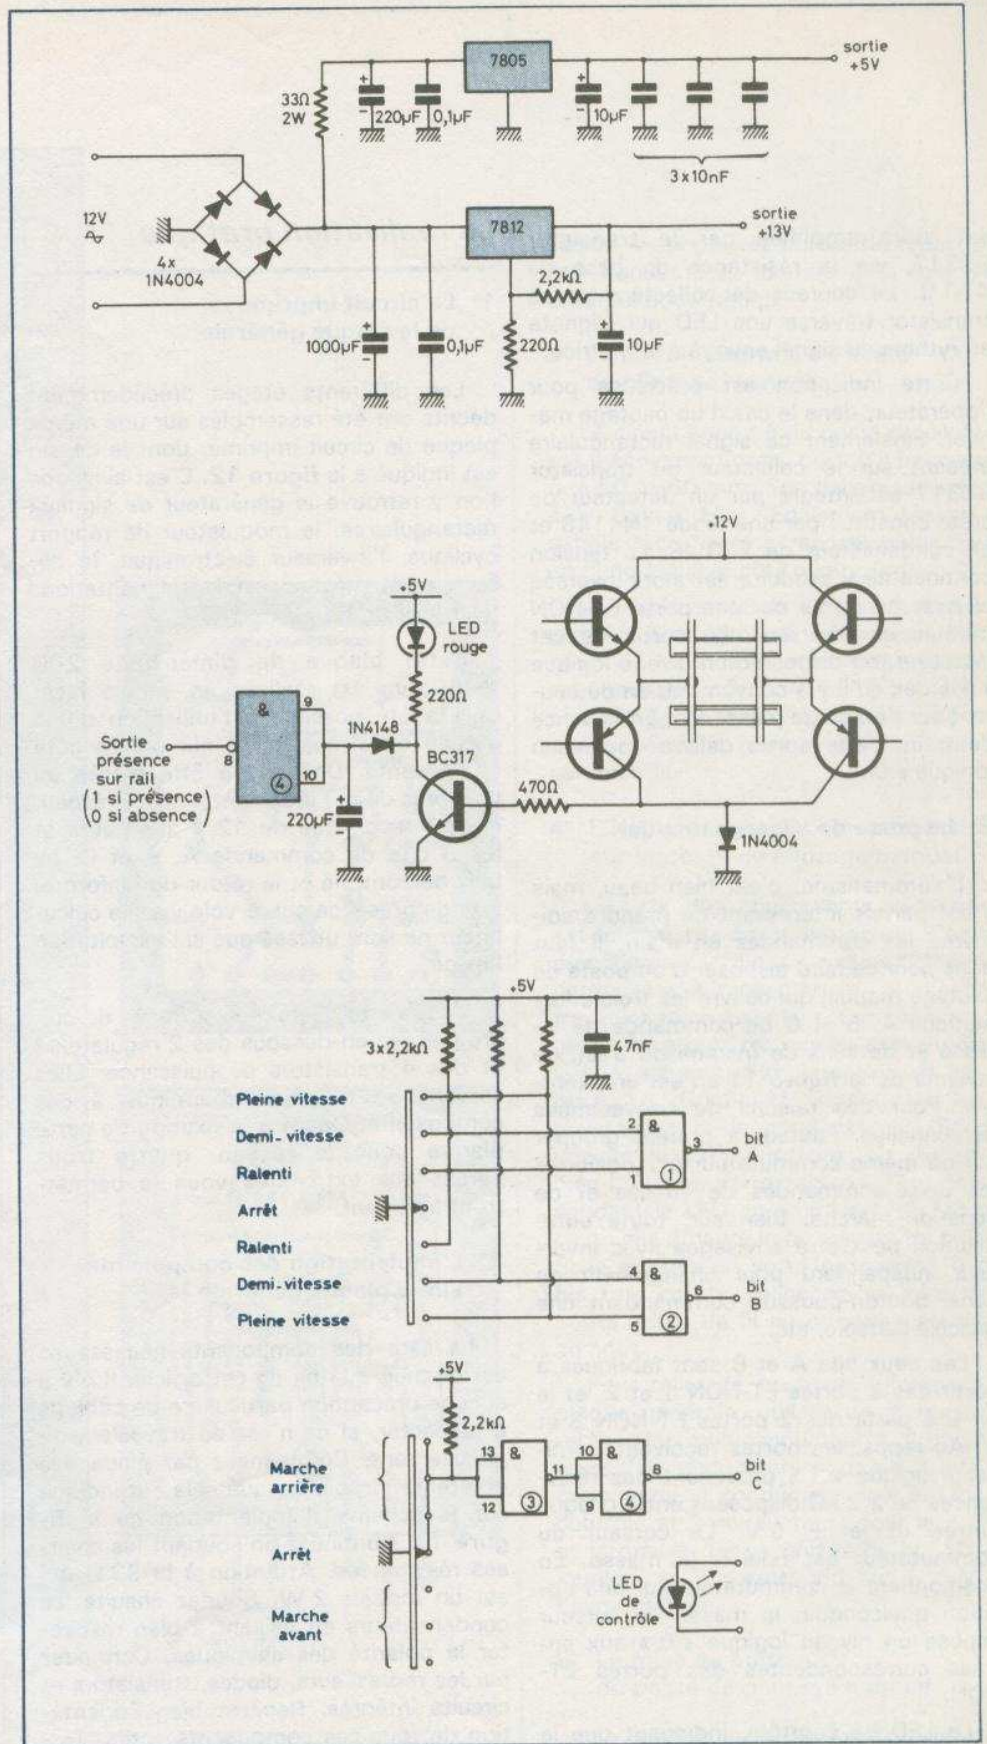 7805
sortie
+5V
33Ω
2W
+
-
220µF
0,1µF
+
-
10µF
3x10nF
12V
4x
1N4004
7812
sortie
+13V
2,2kΩ
220Ω
+
-
1000µF
0,1µF
+
-
10µF
+12V
+5V
LED
rouge
220Ω
&
9
10
8
4
Sortie
présence
sur rail
(1 si présence)
(0 si absence)
1N4148
BC317
+
-
220µF
470Ω
1N4004
+5V
3x2,2kΩ
47nF
Pleine vitesse
Demi-vitesse
Ralenti
Arrêt
Ralenti
Demi-vitesse
Pleine vitesse
2
1
&
3
1
bit
A
4
5
&
6
2
bit
B
+5V
2,2kΩ
Marche
arrière
Arrêt
Marche
avant
13
12
&
11
3
10
9
&
8
4
bit
C
LED
de
contrôle